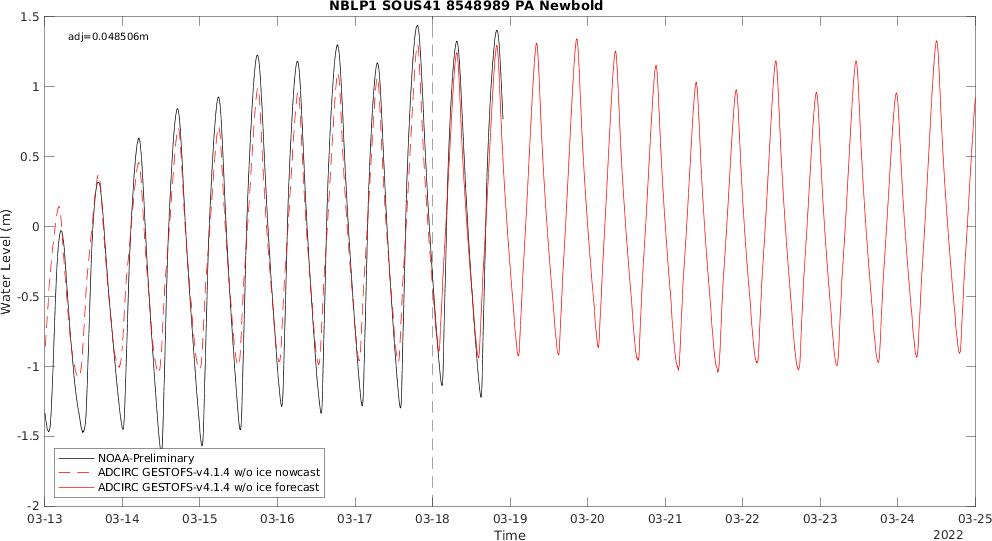 NBLP1 SOUS41 8548989 PA Newbold
adj=0.048506m
1.5
1
0.5
0
-0.5
-1
-1.5
-2
Water Level (m)
NOAA-Preliminary
ADCIRC GESTOFS-v4.1.4 w/o ice nowcast
ADCIRC GESTOFS-v4.1.4 w/o ice forecast
03-13 03-14 03-15 03-16 03-17 03-18 03-19 03-20 03-21 03-22 03-23 03-24 03-25
Time
2022